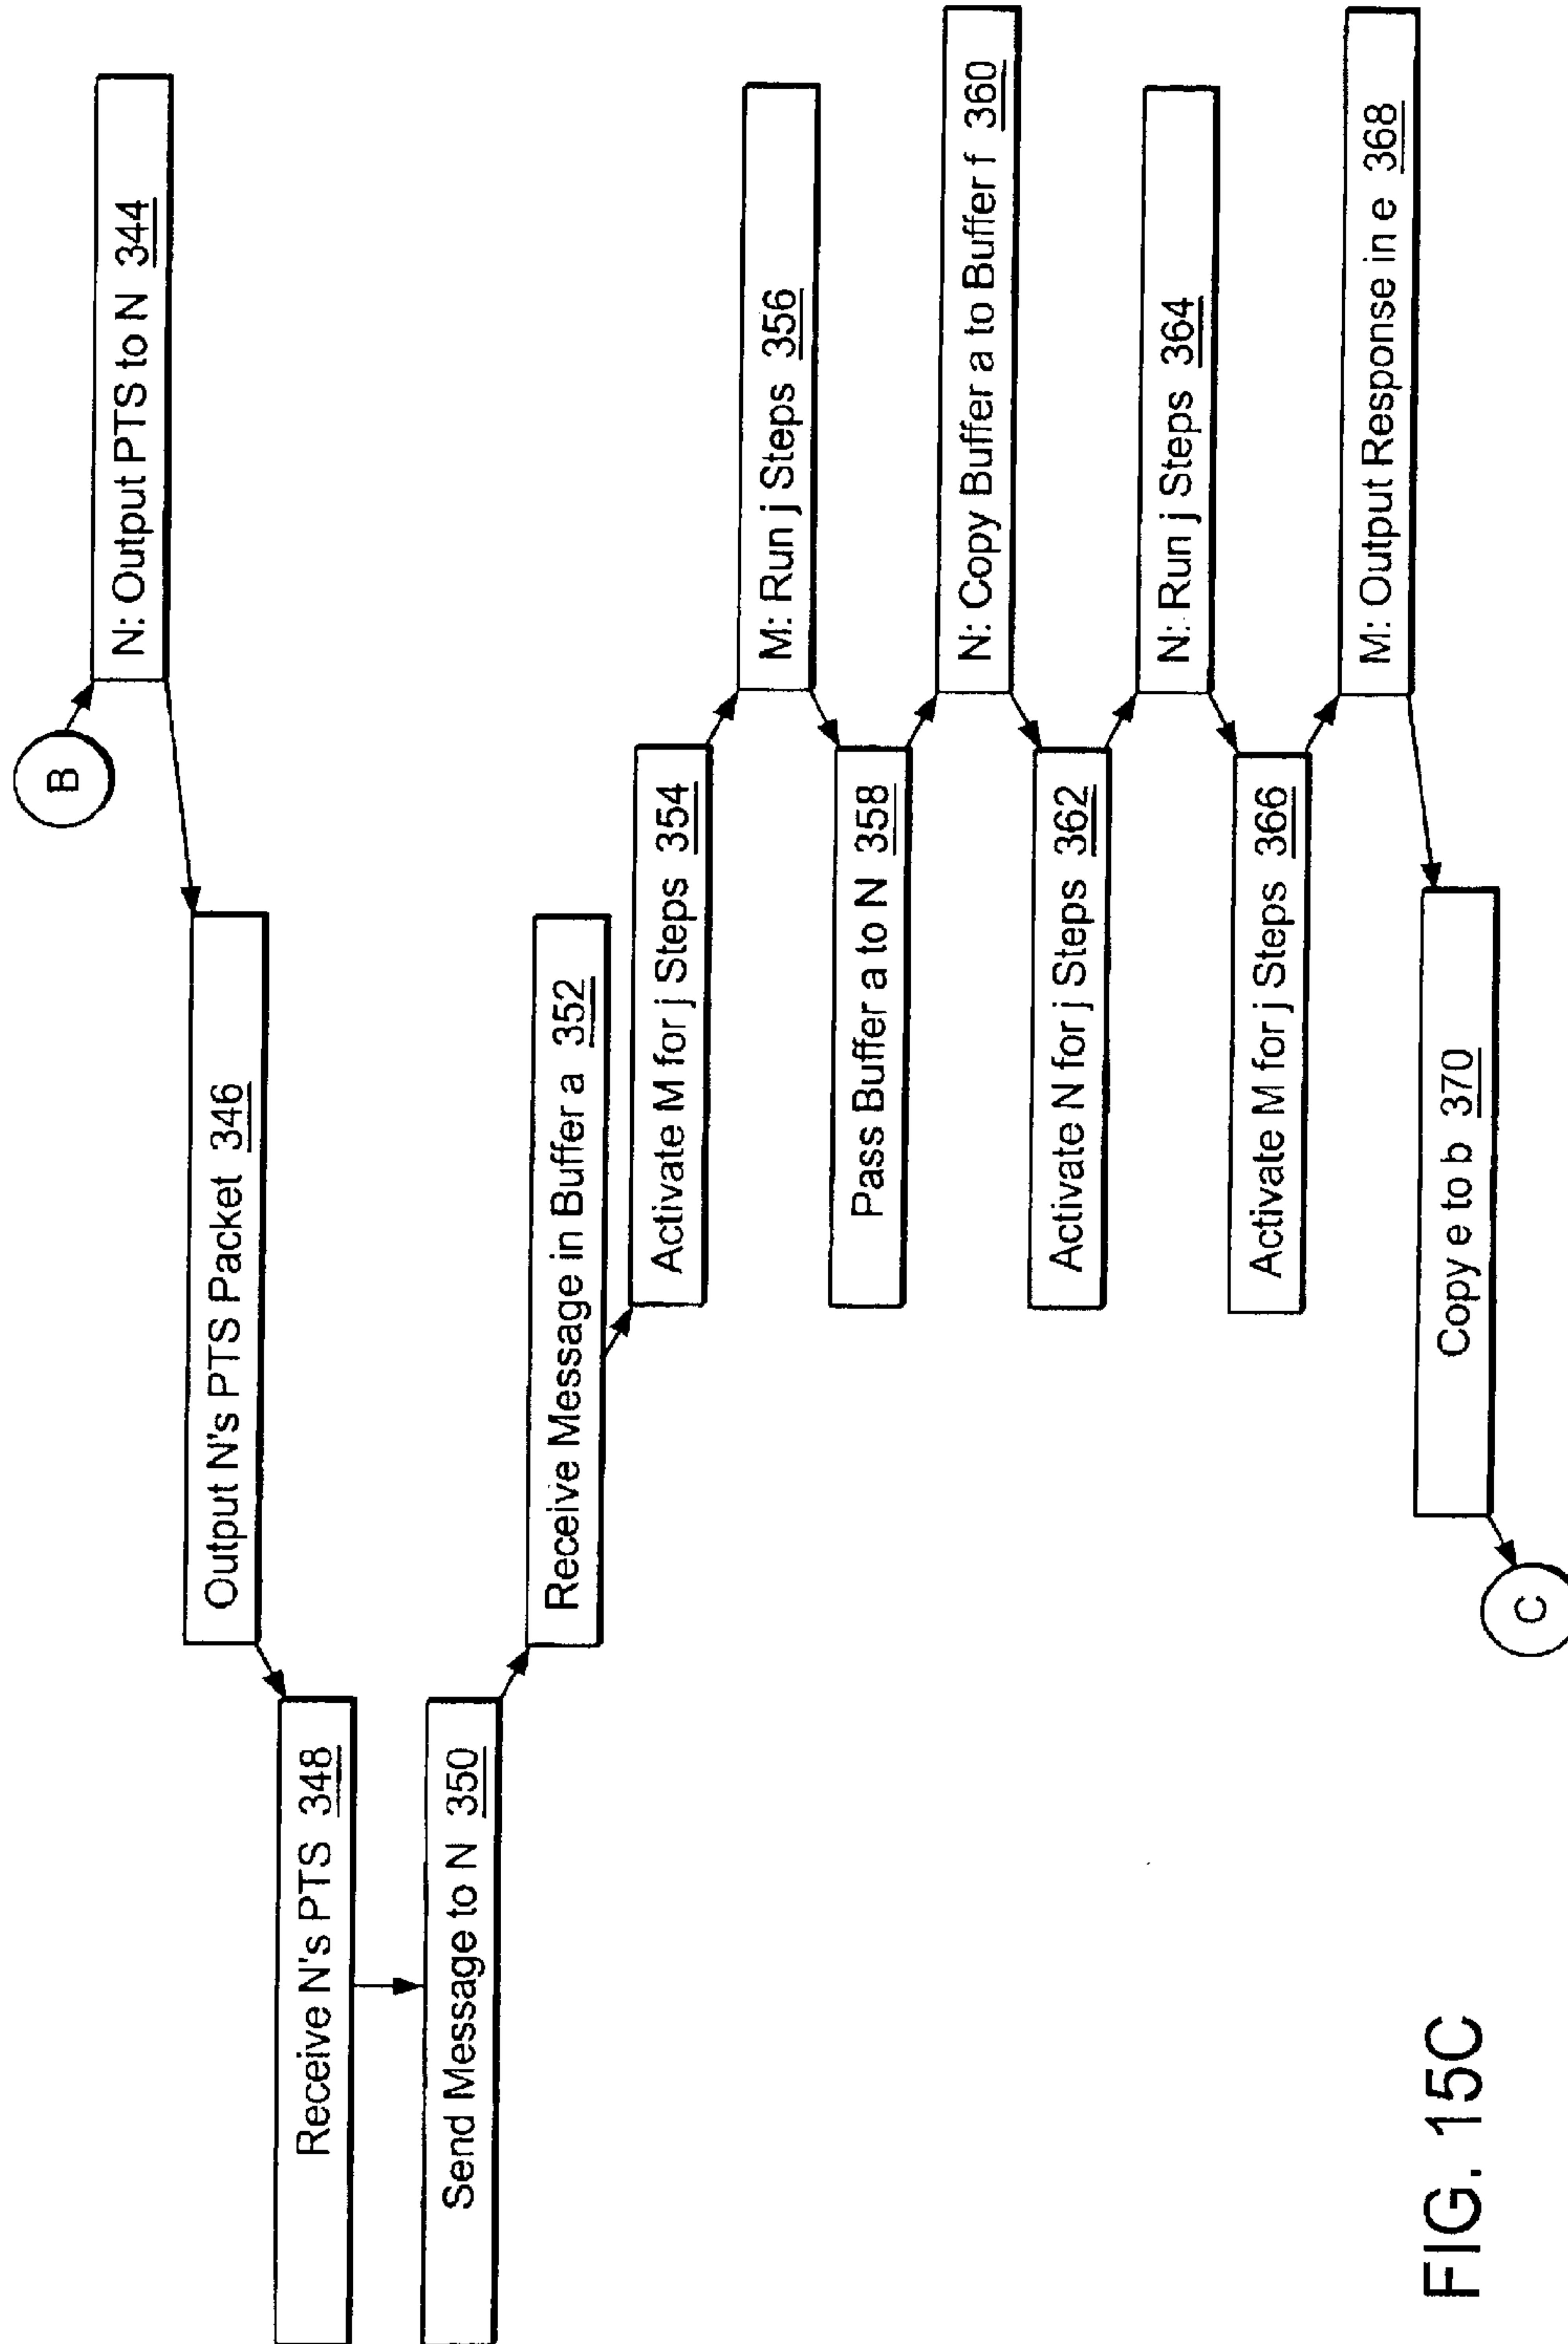 B
N: Output PTS to N 344
Output N's PTS Packet 346
Receive N's PTS 348
Send Message to N 350
Receive Message in Buffer a 352
Activate M for j Steps 354
M: Run j Steps 356
Pass Buffer a to N 358
N: Copy Buffer a to Buffer f 360
Activate N for j Steps 362
N: Run j Steps 364
Activate M for j Steps 366
M: Output Response in e 368
Copy e to b 370
C
FIG. 15C